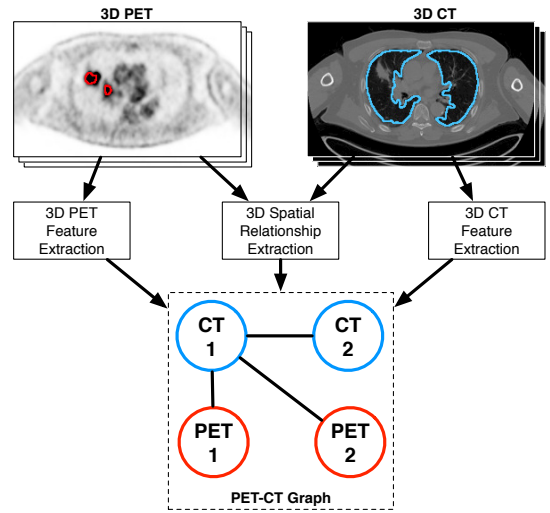 3D PET
3D CT
3D PET
Feature
Extraction
3D Spatial
Relationship
Extraction
3D CT
Feature
Extraction
CT
1
CT
2
PET
1
PET
2
PET-CT Graph